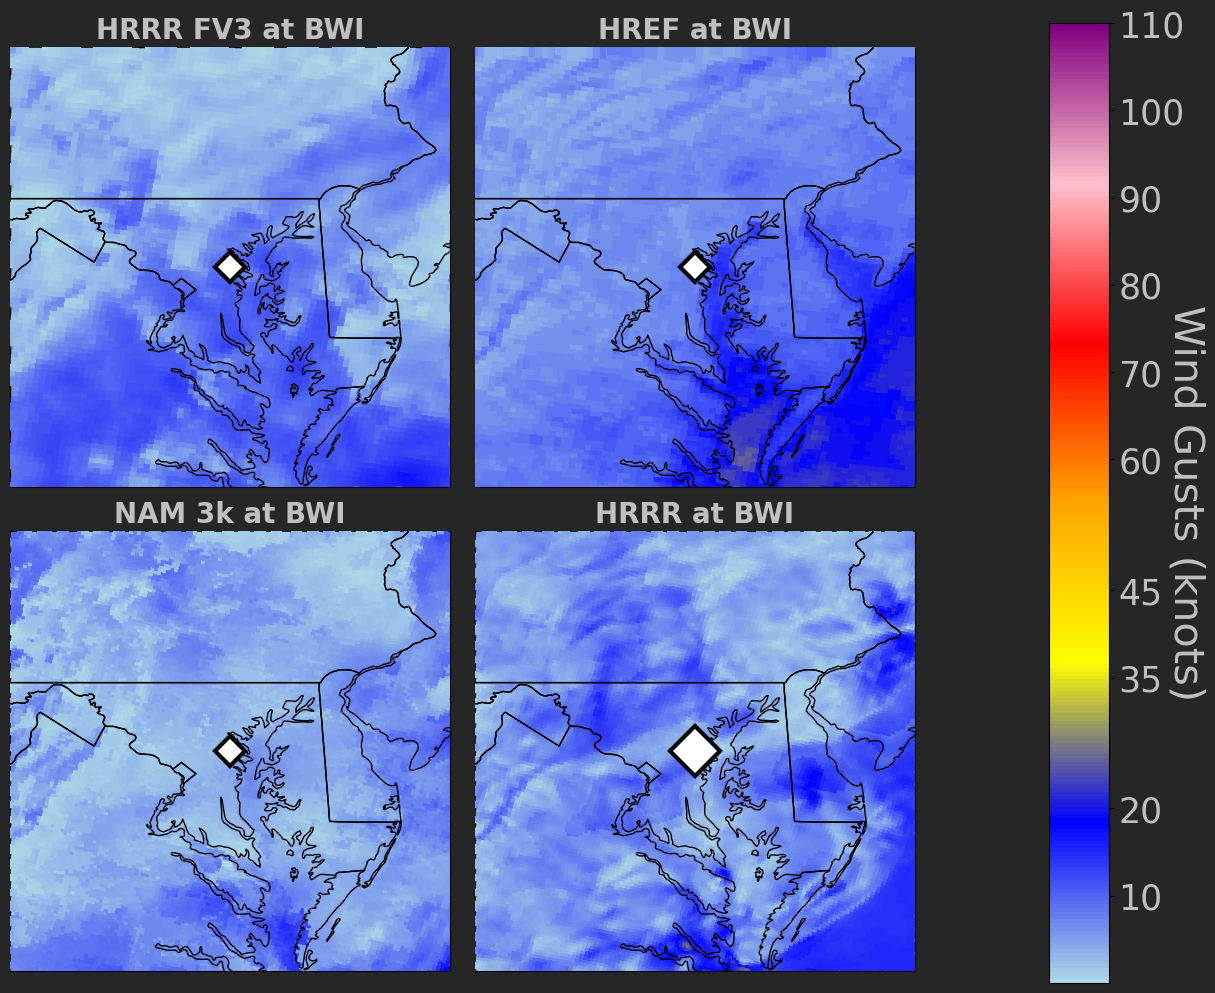 HRRR FV3 at BWI
HREF at BWI
NAM 3k at BWI
HRRR at BWI
110
100
90
80
70
60
45
35
20
10
Wind Gusts (knots)